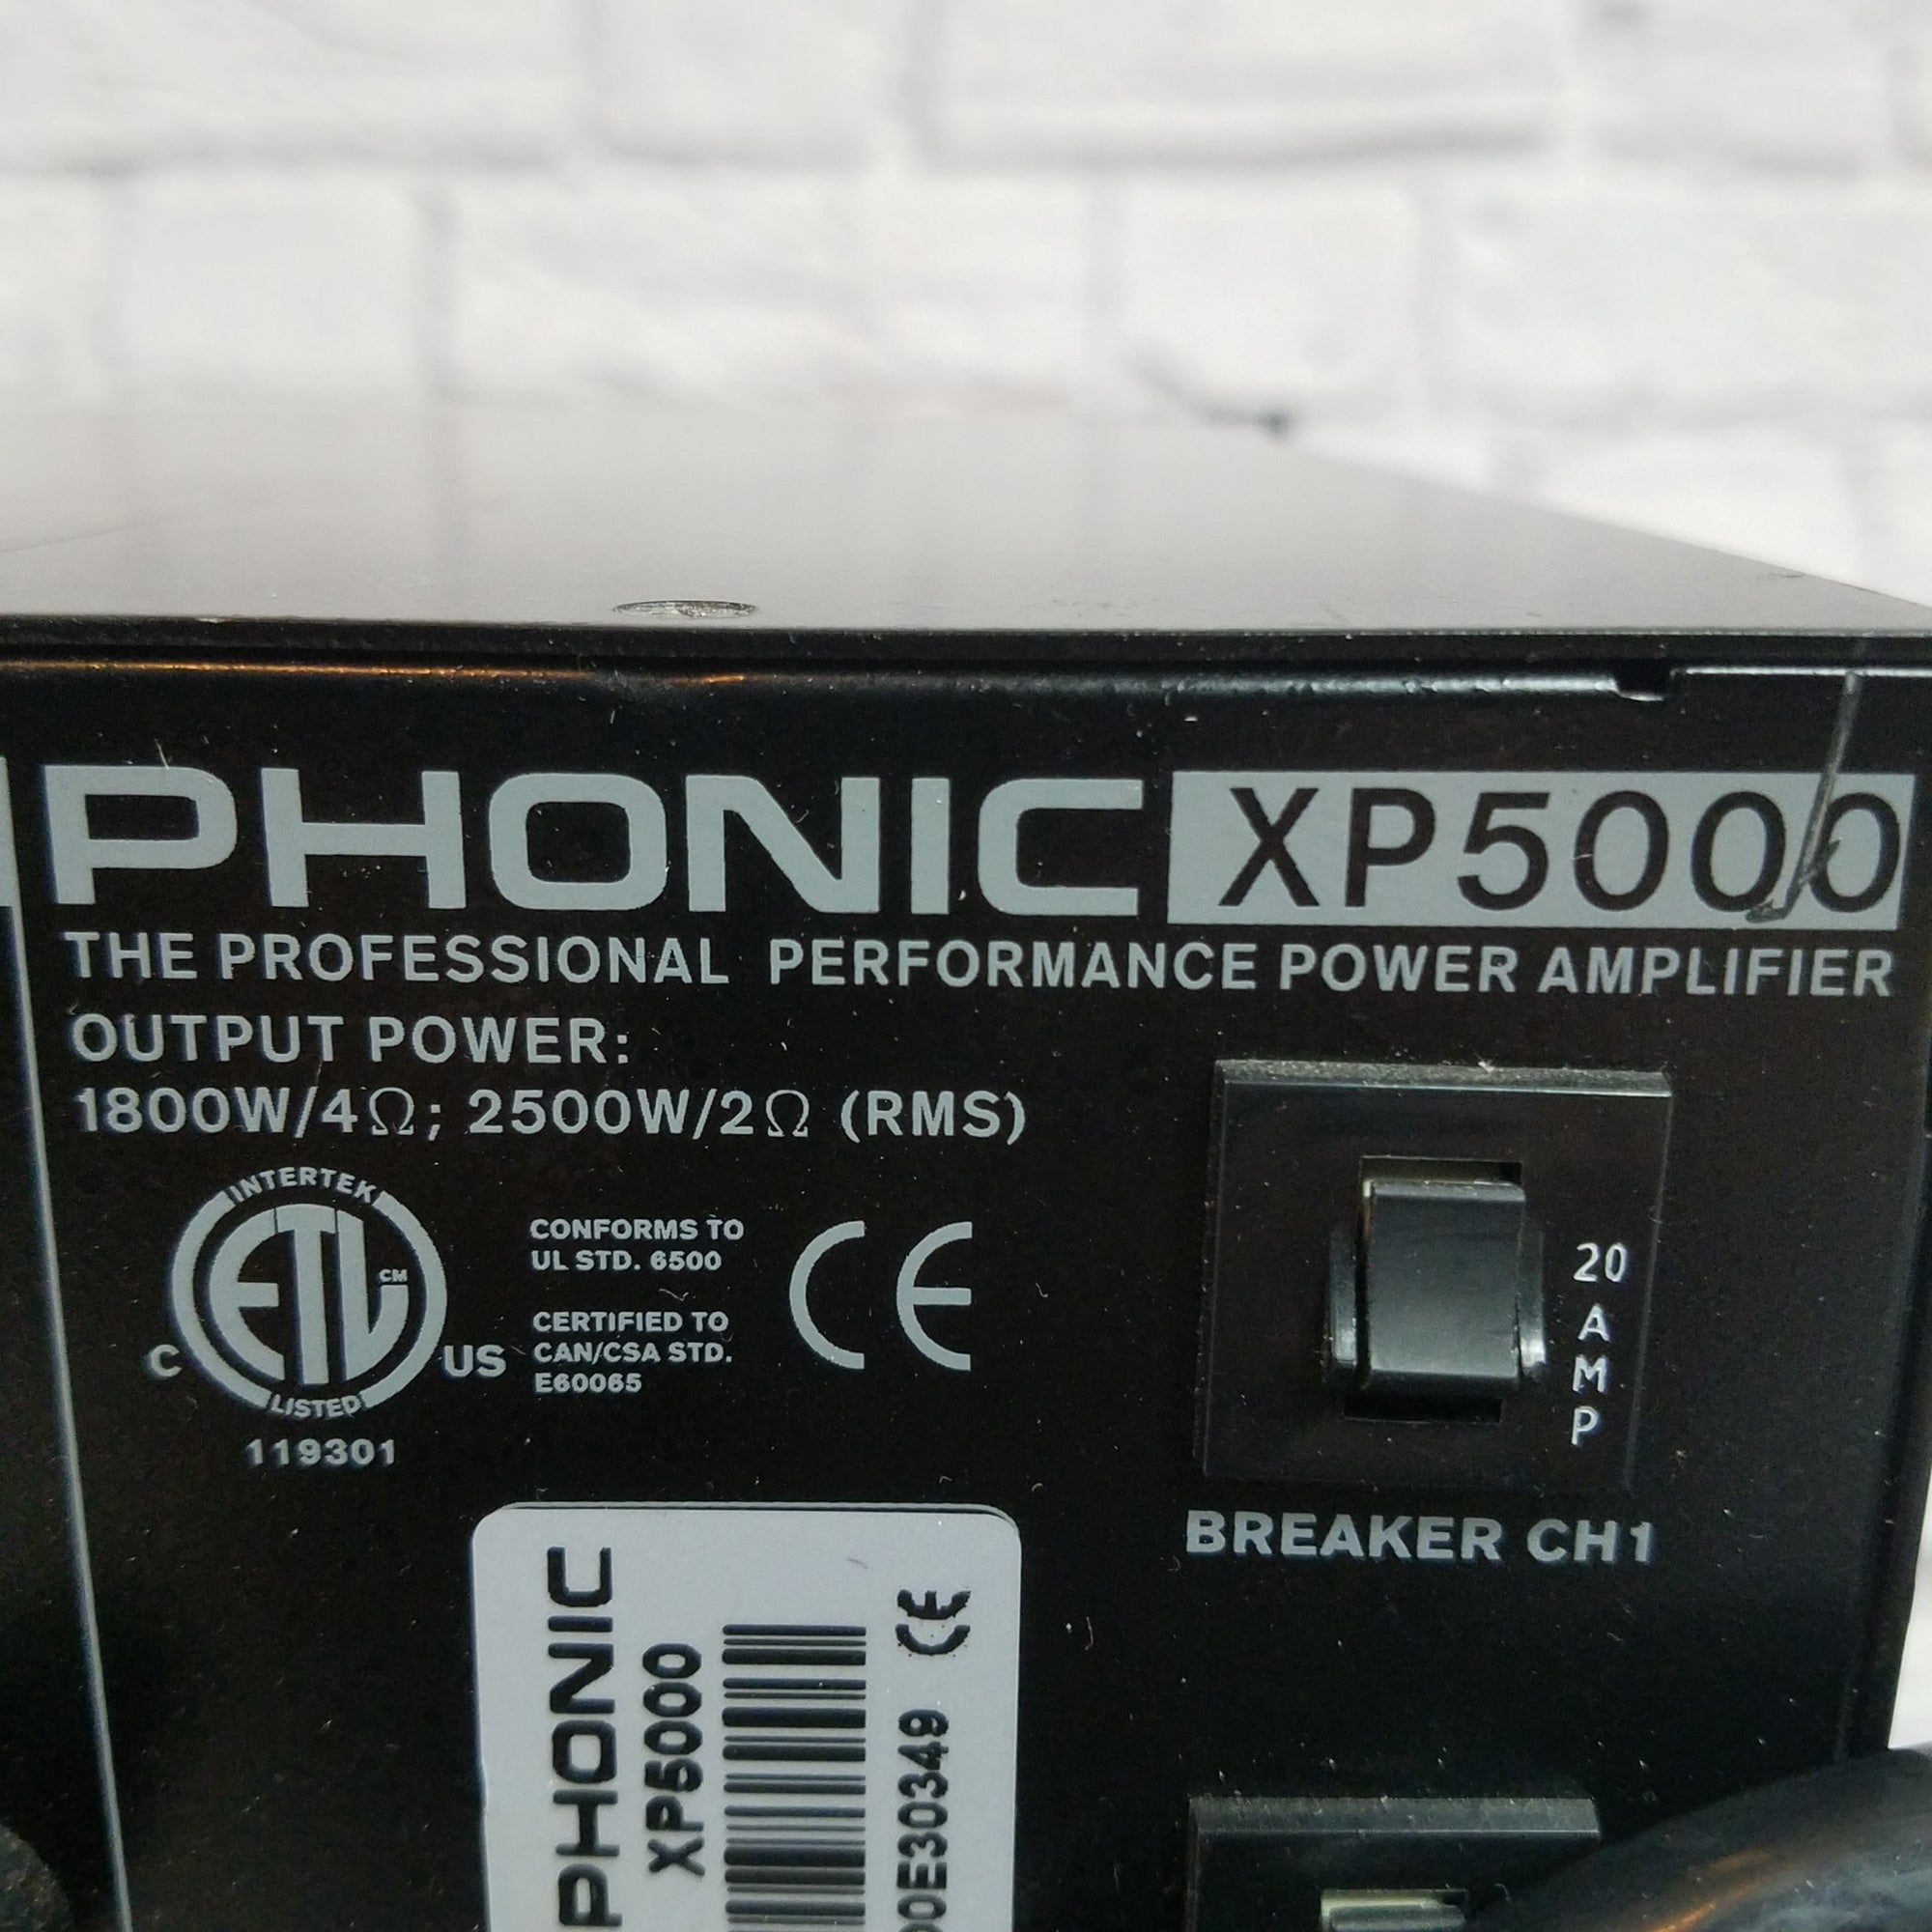 PHONIC XP5000
THE PROFESSIONAL PERFORMANCE POWER AMPLIFIER
OUTPUT POWER:
1800W/4Ω; 2500W/2Ω (RMS)
INTERTEK
ETL CM
C US
LISTED
119301
CONFORMS TO
UL STD. 6500
CERTIFIED TO
CAN/CSA STD.
E60065
CE
20
A
M
P
BREAKER CH1
PHONIC
XP5000
CE